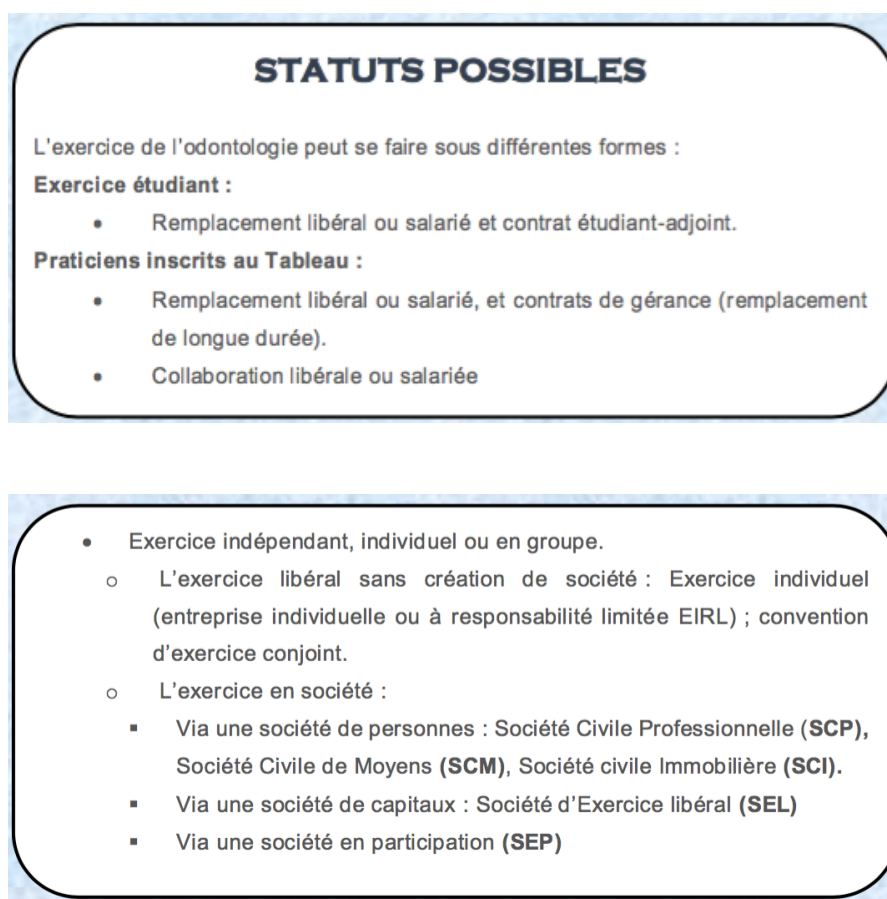 STATUTS POSSIBLES
L'exercice de l'odontologie peut se faire sous différentes formes :
Exercice étudiant :
• Remplacement libéral ou salarié et contrat étudiant-adjoint.
Praticiens inscrits au Tableau :
• Remplacement libéral ou salarié, et contrats de gérance (remplacement
de longue durée).
• Collaboration libérale ou salariée
• Exercice indépendant, individuel ou en groupe.
o L'exercice libéral sans création de société : Exercice individuel
(entreprise individuelle ou à responsabilité limitée EIRL) ; convention
d'exercice conjoint.
o L'exercice en société :
▪ Via une société de personnes : Société Civile Professionnelle (SCP),
Société Civile de Moyens (SCM), Société civile Immobilière (SCI).
▪ Via une société de capitaux : Société d'Exercice libéral (SEL)
▪ Via une société en participation (SEP)